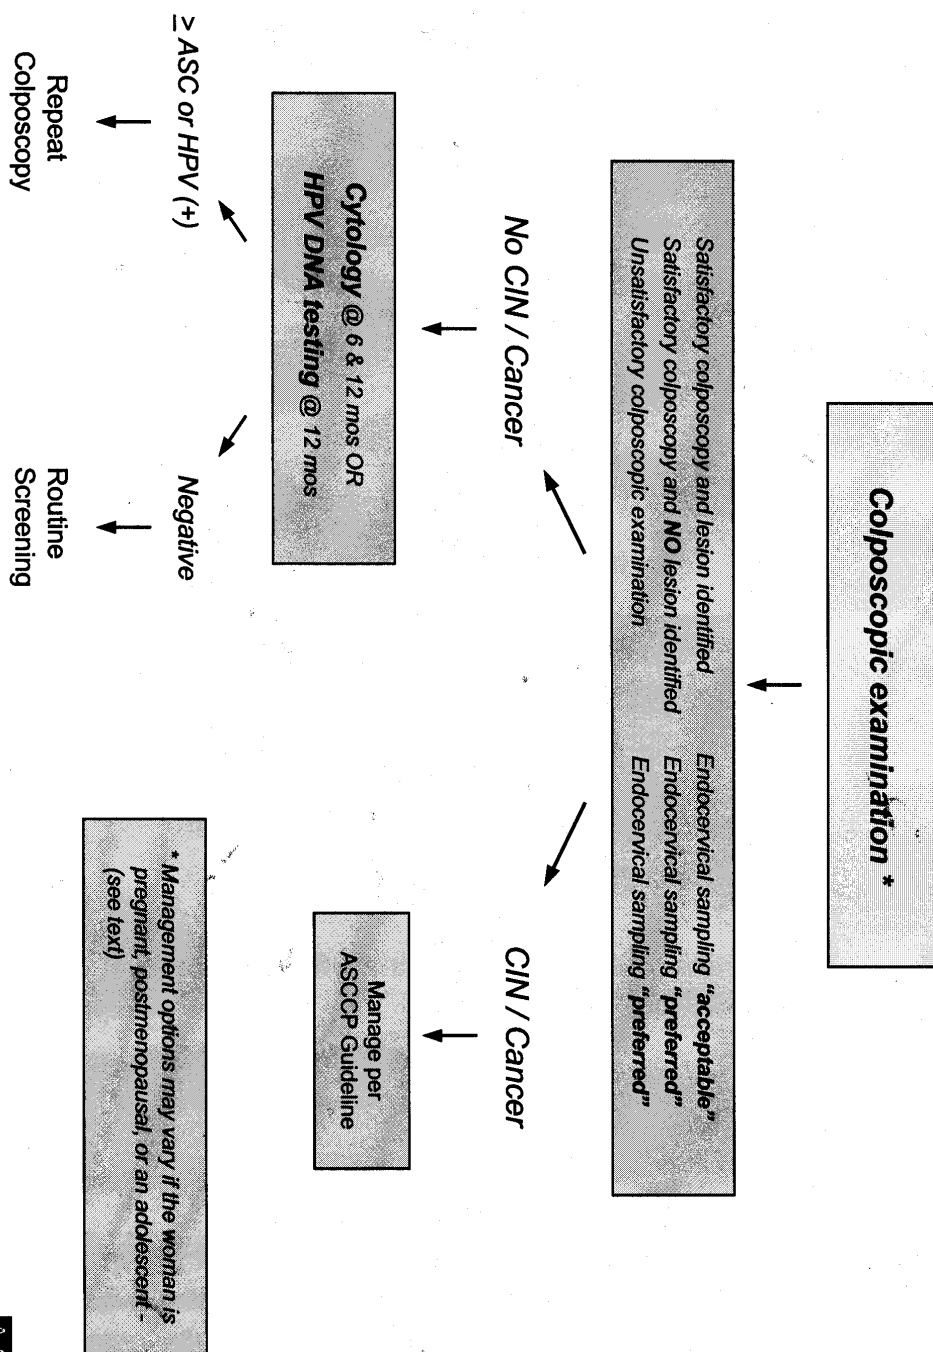 Colposcopic examination *
Satisfactory colposcopy and lesion identified Endocervical sampling “acceptable”
Satisfactory colposcopy and NO lesion identified Endocervical sampling “preferred”
Unsatisfactory colposcopic examination Endocervical sampling “preferred”
No CIN / Cancer
CIN / Cancer
Cytology @ 6 & 12 mos OR
HPV DNA testing @ 12 mos
Manage per
ASCCP Guideline
≥ ASC or HPV (+)
Negative
Repeat
Colposcopy
Routine
Screening
* Management options may vary if the woman is
pregnant, postmenopausal, or an adolescent -
(see text)